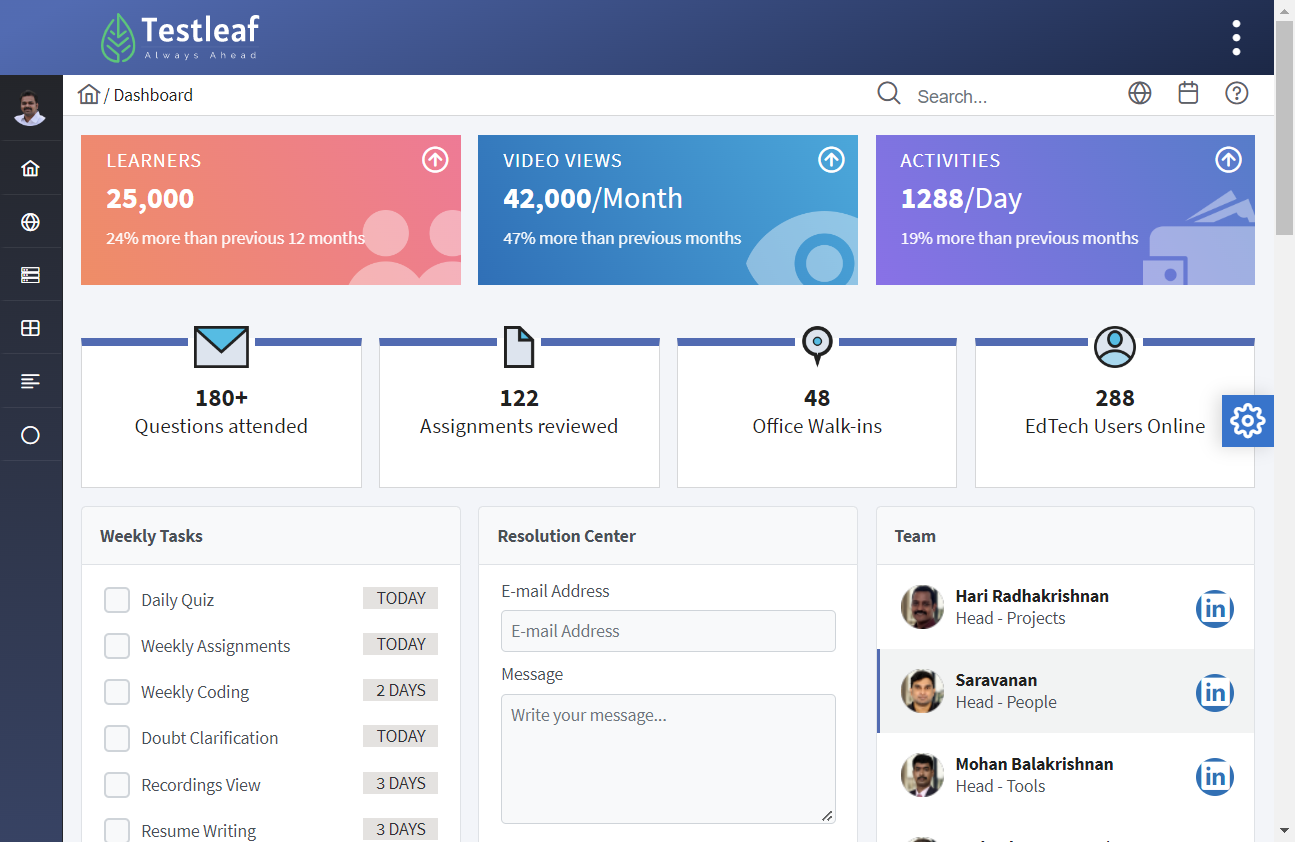 Testleaf
Always Ahead
/ Dashboard
Search...
LEARNERS
25,000
24% more than previous 12 months
VIDEO VIEWS
42,000/Month
47% more than previous months
ACTIVITIES
1288/Day
19% more than previous months
180+
Questions attended
122
Assignments reviewed
48
Office Walk-ins
288
EdTech Users Online
Weekly Tasks
Daily Quiz TODAY
Weekly Assignments TODAY
Weekly Coding 2 DAYS
Doubt Clarification TODAY
Recordings View 3 DAYS
Resume Writing 3 DAYS
Resolution Center
E-mail Address
E-mail Address
Message
Write your message...
Team
Hari Radhakrishnan
Head - Projects
in
Saravanan
Head - People
in
Mohan Balakrishnan
Head - Tools
in